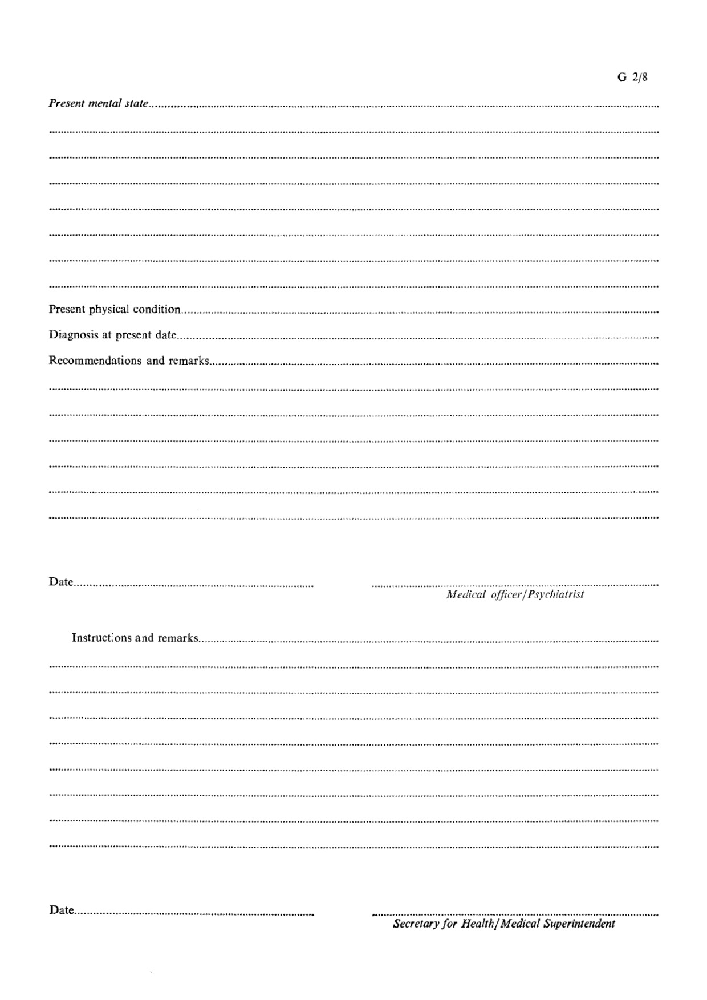 G 2/8
Present mental state
Present physical condition
Diagnosis at present date
Recommendations and remarks
Date
Medical officer/Psychiatrist
Instructions and remarks
Date
Secretary for Health/Medical Superintendent